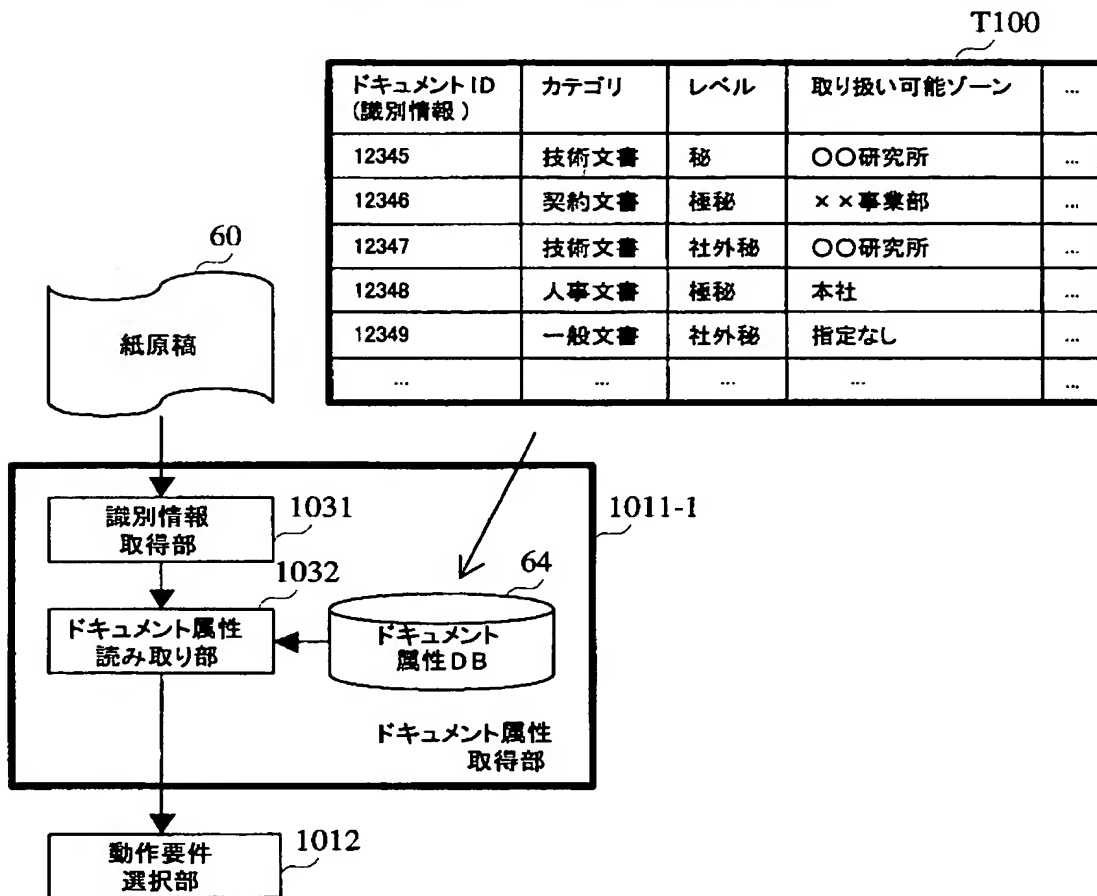 T100
ドキュメントID カテゴリ レベル 取り扱い可能ゾーン ...
(識別情報)
12345 技術文書 秘 〇〇研究所 ...
12346 契約文書 極秘 ××事業部 ...
12347 技術文書 社外秘 〇〇研究所 ...
12348 人事文書 極秘 本社 ...
12349 一般文書 社外秘 指定なし ...
... ... ... ... ...
60
紙原稿
1011-1
識別情報
取得部
1031
1032
ドキュメント属性
読み取り部
64
ドキュメント
属性DB
ドキュメント属性
取得部
動作要件
選択部
1012